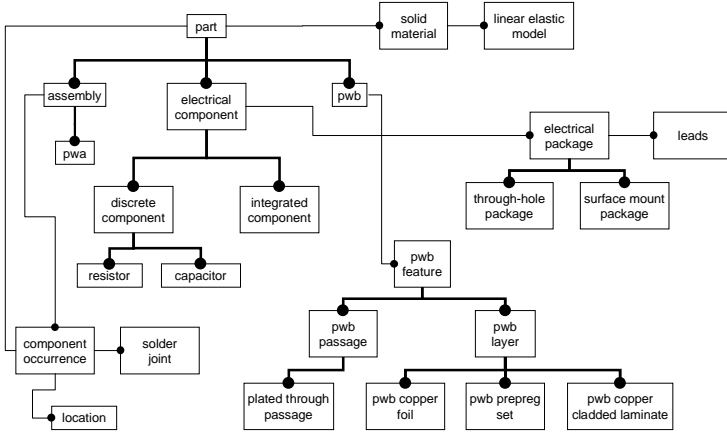 part
solid
material
linear elastic
model
assembly
electrical
component
pwb
electrical
package
leads
pwa
discrete
component
integrated
component
through-hole
package
surface mount
package
resistor
capacitor
pwb
feature
component
occurrence
solder
joint
pwb
passage
pwb
layer
location
plated through
passage
pwb copper
foil
pwb prepreg
set
pwb copper
cladded laminate